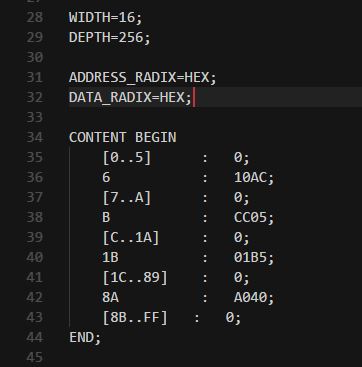 28 WIDTH=16;
29 DEPTH=256;
30
31 ADDRESS_RADIX=HEX;
32 DATA_RADIX=HEX;
33
34 CONTENT BEGIN
35 [0..5] : 0;
36 6 : 10AC;
37 [7..A] : 0;
38 B : CC05;
39 [C..1A] : 0;
40 1B : 01B5;
41 [1C..89] : 0;
42 8A : A040;
43 [8B..FF] : 0;
44 END;
45